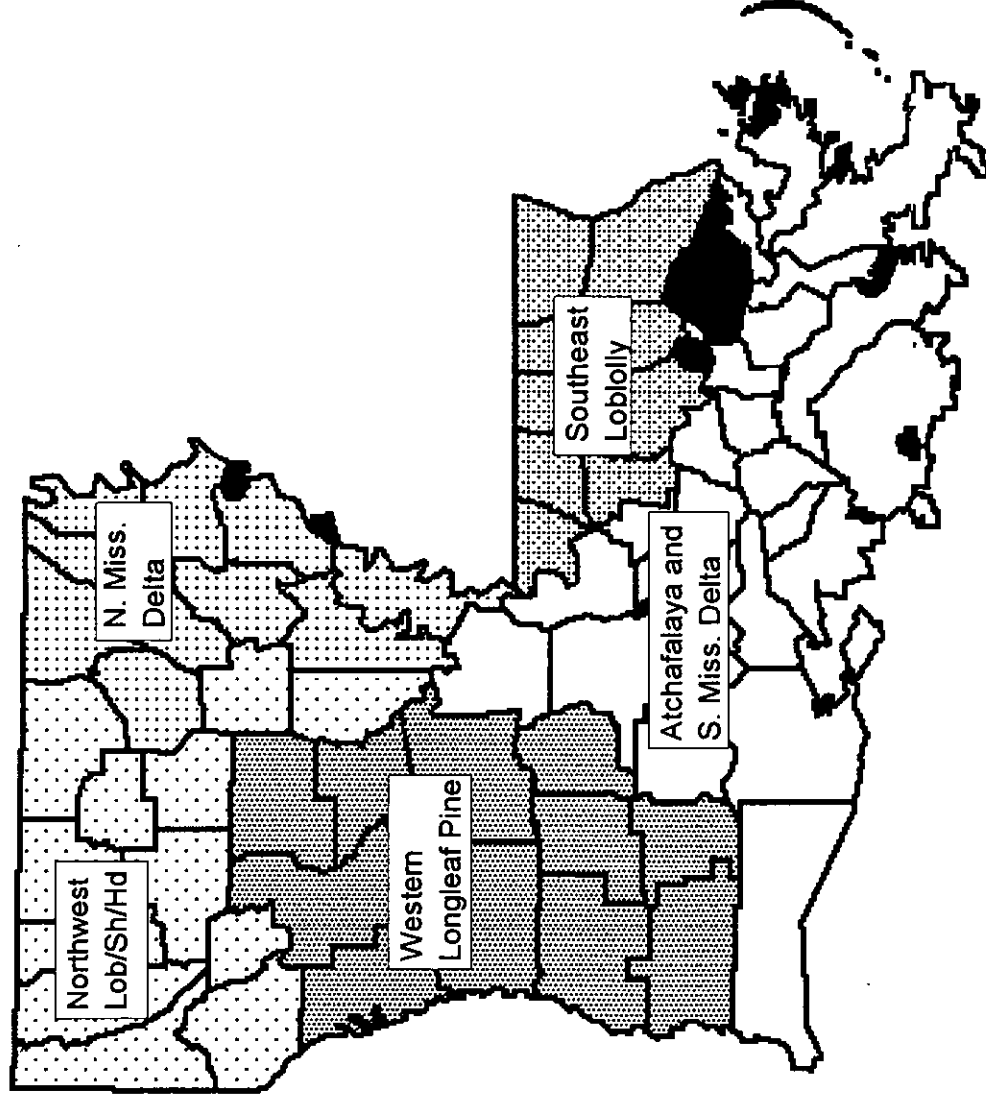 Northwest
Lob/Sh/Hd
N. Miss.
Delta
Western
Longleaf Pine
Southeast
Loblolly
Atchafalaya and
S. Miss. Delta